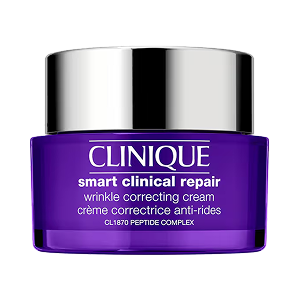 CLINIQUE
smart clinical repair
wrinkle correcting cream
crème correctrice anti-rides
CL1870 PEPTIDE COMPLEX